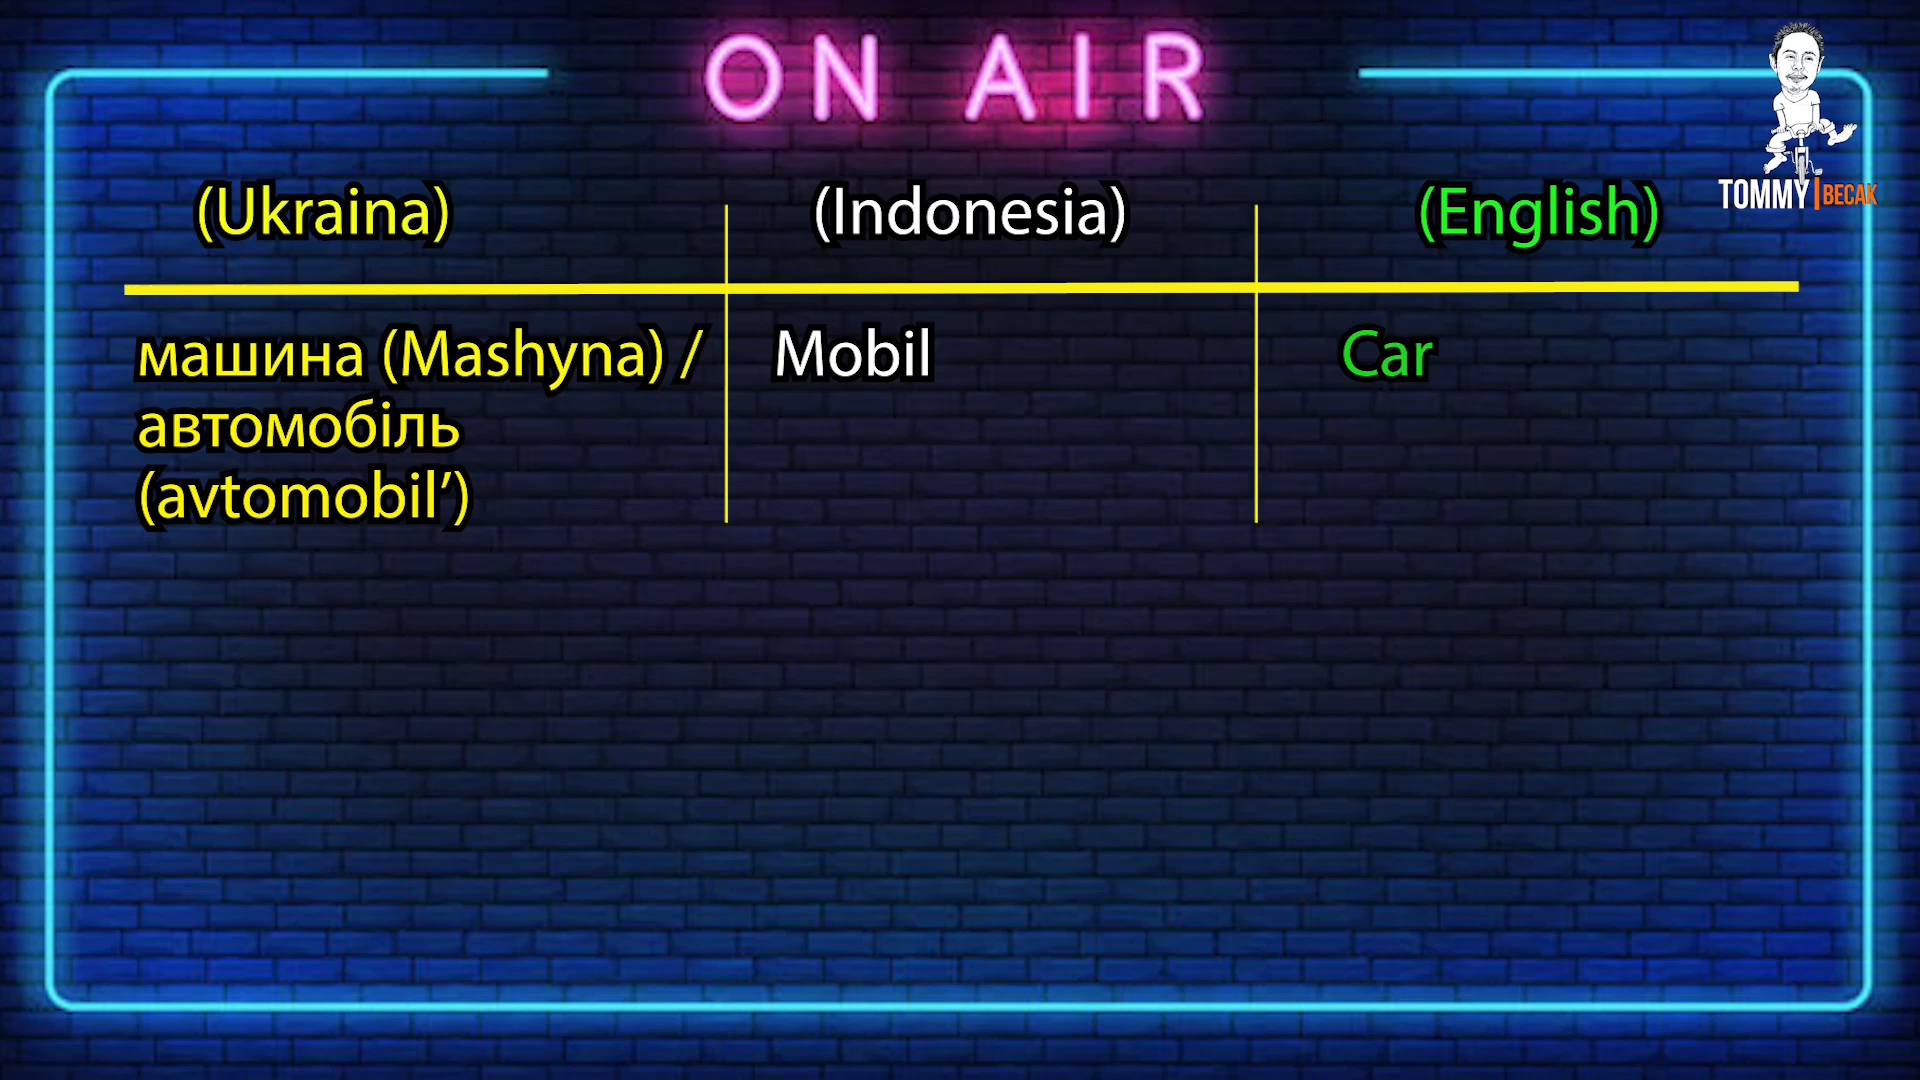 ON AIR
TOMMY|BECAK
(Ukraina) (Indonesia) (English)
машина (Mashyna) / Mobil Car
автомобіль
(avtomobil’)